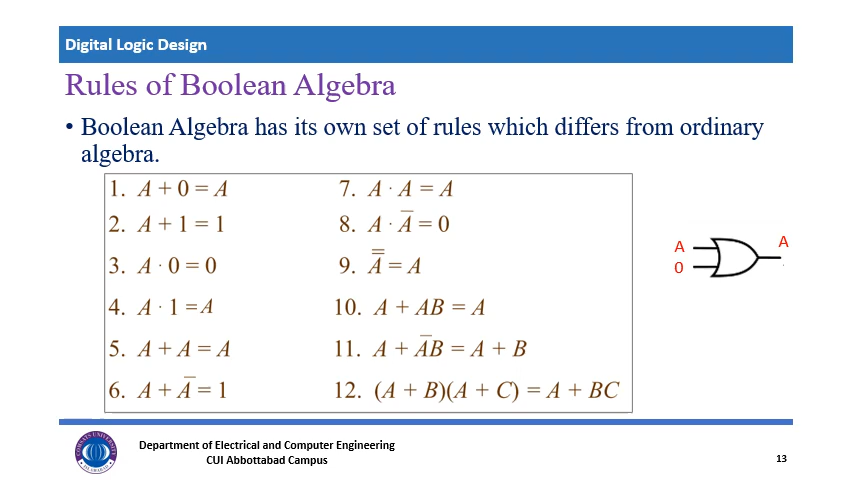 Digital Logic Design
Rules of Boolean Algebra
• Boolean Algebra has its own set of rules which differs from ordinary
algebra.
1. A + 0 = A
2. A + 1 = 1
3. A · 0 = 0
4. A · 1 = A
5. A + A = A
6. A + A̅ = 1
7. A · A = A
8. A · A̅ = 0
9. A̿ = A
10. A + AB = A
11. A + A̅B = A + B
12. (A + B)(A + C) = A + BC
A
0
A
Department of Electrical and Computer Engineering
CUI Abbottabad Campus
13